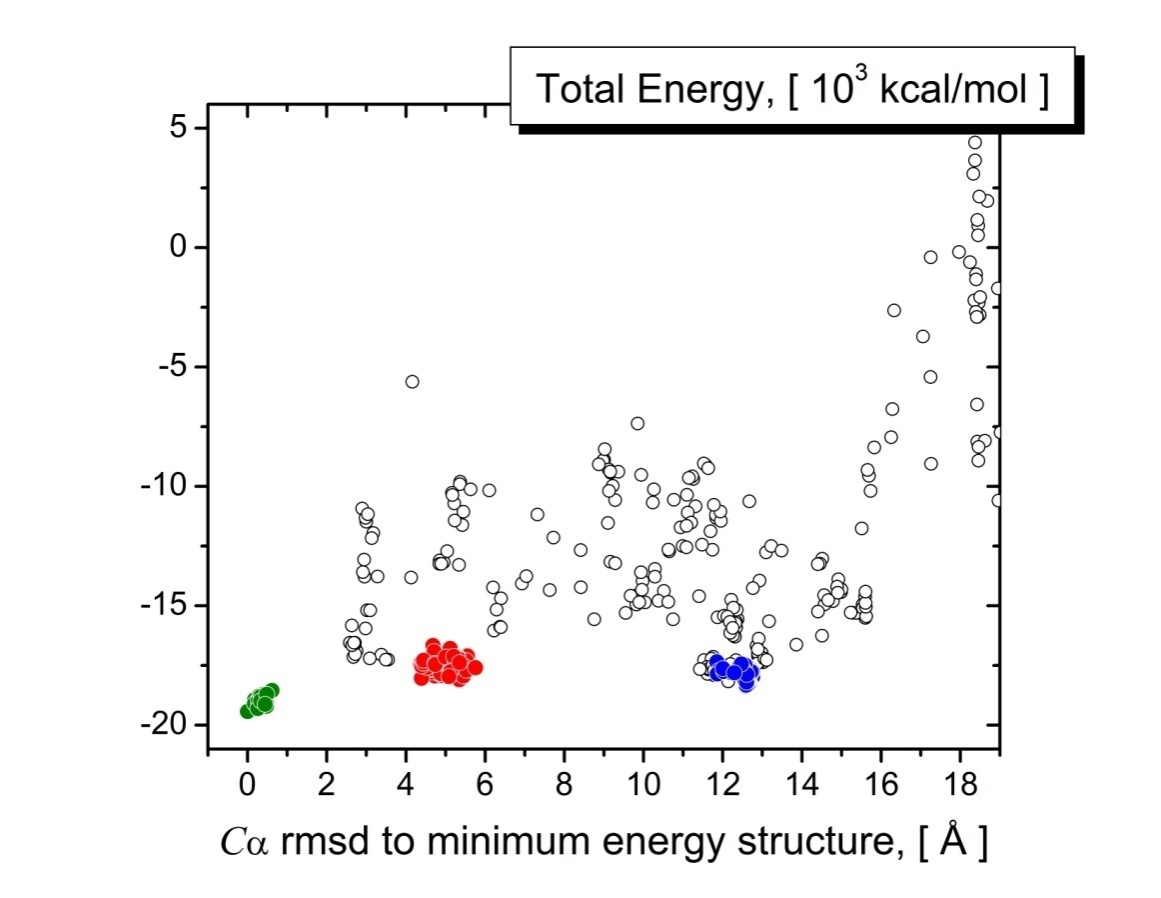 Total Energy, [ 10³ kcal/mol ]
5
0
-5
-10
-15
-20
0 2 4 6 8 10 12 14 16 18
Cα rmsd to minimum energy structure, [ Å ]